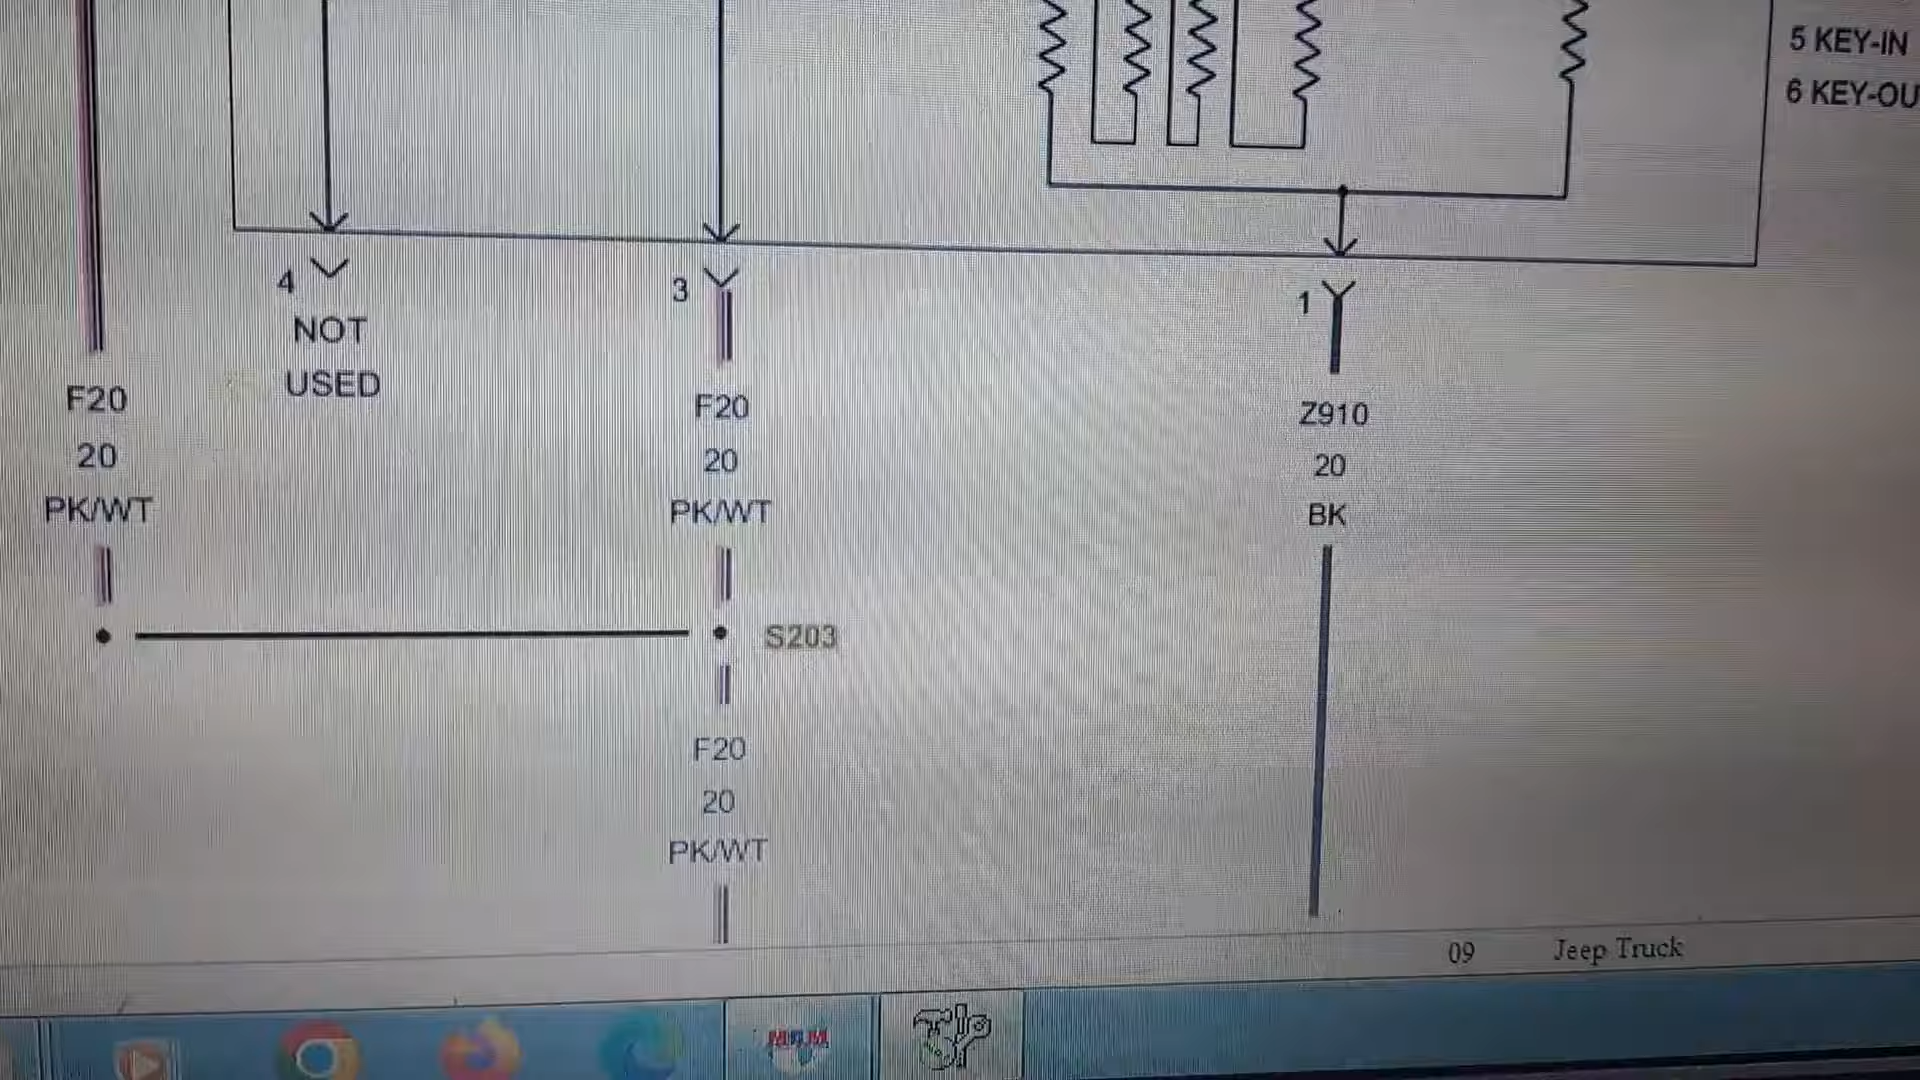 5 KEY-IN
6 KEY-OU
4
NOT
USED
3
1
F20
20
PK/WT
F20
20
PK/WT
Z910
20
BK
S203
F20
20
PK/WT
09 Jeep Truck